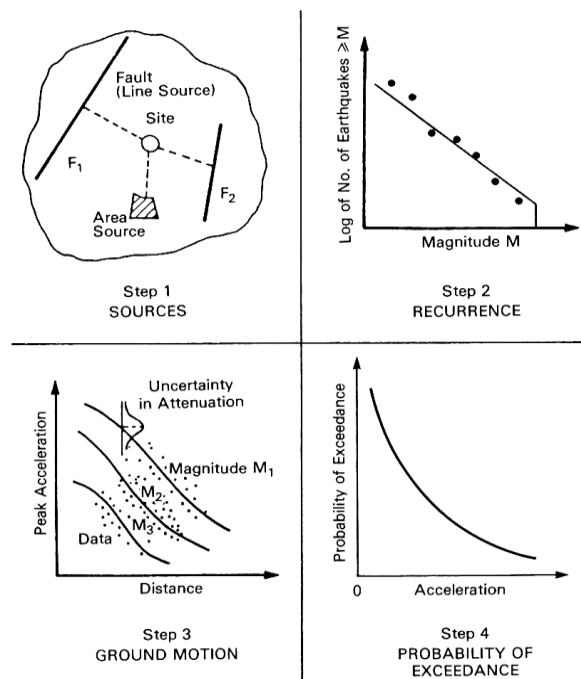 Fault
(Line Source)
Site
F1
F2
Area
Source
Step 1
SOURCES
Log of No. of Earthquakes ⩾M
Magnitude M
Step 2
RECURRENCE
Uncertainty
in Attenuation
Peak Acceleration
Magnitude M1
M2
M3
Data
Distance
Step 3
GROUND MOTION
Probability of Exceedance
0
Acceleration
Step 4
PROBABILITY OF
EXCEEDANCE